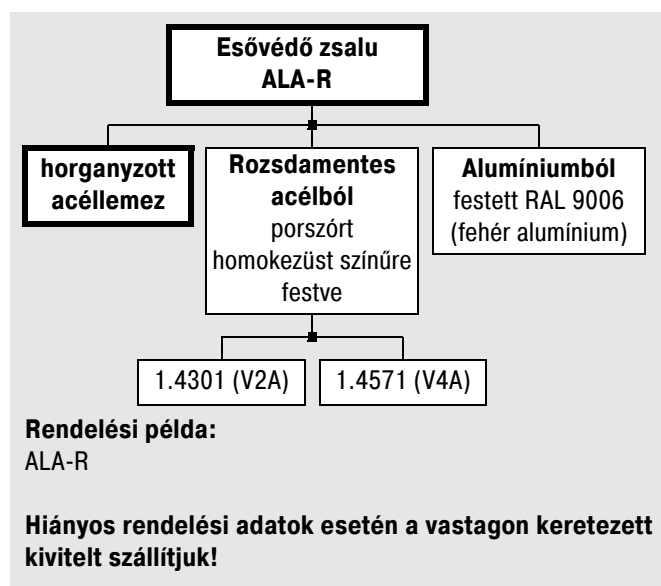 Esővédő zsalu
ALA-R
horganyzott
acéllemez
Rozsdamentes
acélból
porszórt
homokezüst színűre
festve
Alumíniumból
festett RAL 9006
(fehér alumínium)
1.4301 (V2A)
1.4571 (V4A)
Rendelési példa:
ALA-R
Hiányos rendelési adatok esetén a vastagon keretezett
kivitelt szállítjuk!